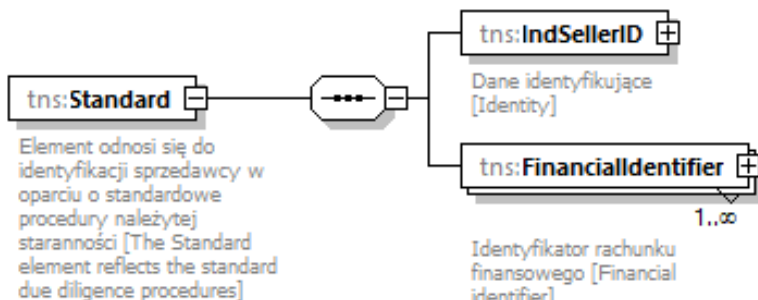 tns:IndSellerID
Dane identyfikujące
[Identity]
tns:Standard
Element odnosi się do
identyfikacji sprzedawcy w
oparciu o standardowe
procedury należytej
staranności [The Standard
element reflects the standard
due diligence procedures]
tns:FinancialIdentifier
1..∞
Identyfikator rachunku
finansowego [Financial
identifier]